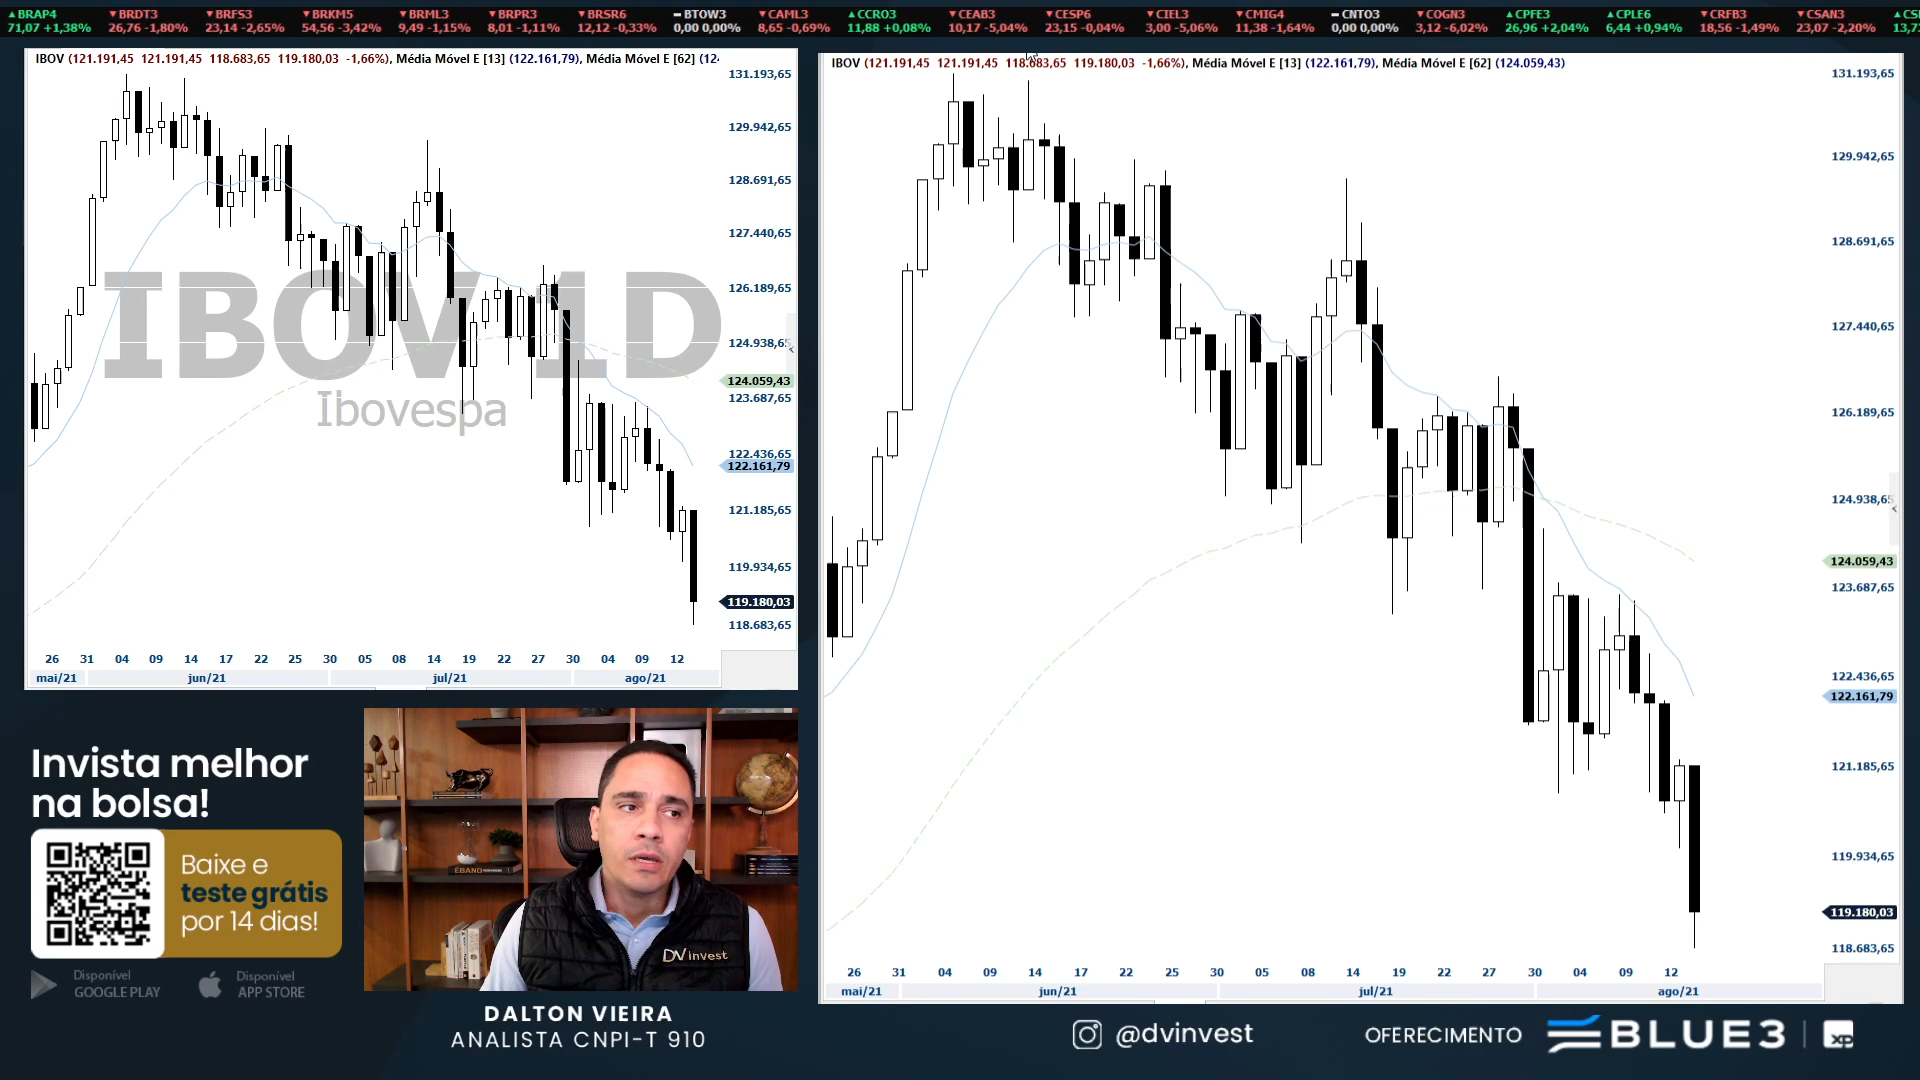 ▲BRAP4 ▼BRDT3 ▼BRFS3 ▼BRKM5 ▼BRML3 ▼BRPR3 ▼BRSR6 ━BTOW3 ▼CAML3 ▲CCRO3 ▼CEAB3 ▼CESP6 ▼CIEL3 ▼CMIG4 ━CNTO3 ▼COGN3 ▲CPFE3 ▲CPLE6 ▼CRFB3 ▼CSAN3
71,07 +1,38% 26,76 -1,80% 23,14 -2,65% 54,56 -3,42% 9,49 -1,15% 8,01 -1,11% 12,12 -0,33% 0,00 0,00% 8,65 -0,69% 11,88 +0,08% 10,17 -5,04% 23,15 -0,04% 3,00 -5,06% 11,38 -1,64% 0,00 0,00% 3,12 -6,02% 26,96 +2,04% 6,44 +0,94% 18,56 -1,49% 23,07 -2,20%
IBOV (121.191,45 121.191,45 118.683,65 119.180,03 -1,66%), Média Móvel E [13] (122.161,79), Média Móvel E [62] (12
131.193,65
129.942,65
128.691,65
127.440,65
126.189,65
124.938,65
124.059,43
123.687,65
122.436,65
122.161,79
121.185,65
119.934,65
119.180,03
118.683,65
IBOV 1D
Ibovespa
26 31 04 09 14 17 22 25 30 05 08 14 19 22 27 30 04 09 12
mai/21 jun/21 jul/21 ago/21
IBOV (121.191,45 121.191,45 118.683,65 119.180,03 -1,66%), Média Móvel E [13] (122.161,79), Média Móvel E [62] (124.059,43)
131.193,65
129.942,65
128.691,65
127.440,65
126.189,65
124.938,65
124.059,43
123.687,65
122.436,65
122.161,79
121.185,65
119.934,65
119.180,03
118.683,65
26 31 04 09 14 17 22 25 30 05 08 14 19 22 27 30 04 09 12
mai/21 jun/21 jul/21 ago/21
Invista melhor
na bolsa!
Baixe e
teste grátis
por 14 dias!
Disponível
GOOGLE PLAY
Disponível
APP STORE
ÉBANO
DV invest
DALTON VIEIRA
ANALISTA CNPI-T 910
@dvinvest
OFERECIMENTO
BLUE3
xp